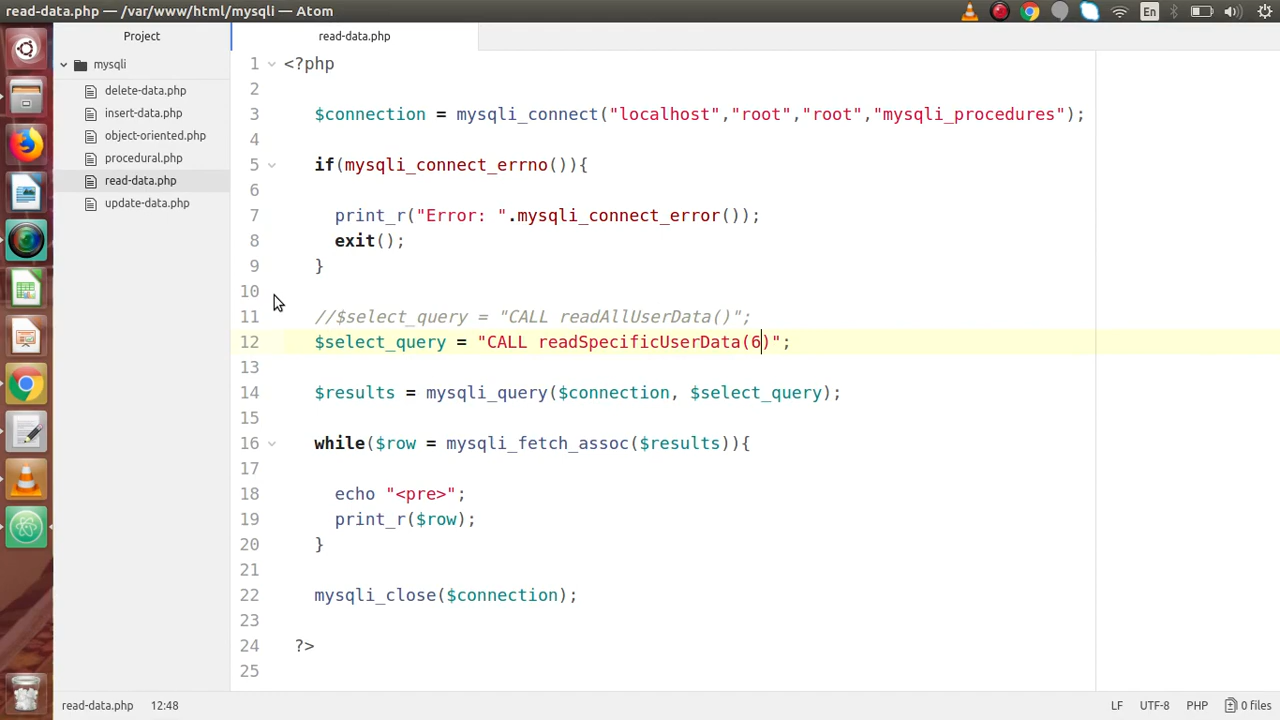 read-data.php — /var/www/html/mysqli — Atom
En
Project
read-data.php
mysqli
delete-data.php
insert-data.php
object-oriented.php
procedural.php
read-data.php
update-data.php
1 <?php
2
3 $connection = mysqli_connect("localhost","root","root","mysqli_procedures");
4
5 if(mysqli_connect_errno()){
6
7 print_r("Error: ".mysqli_connect_error());
8 exit();
9 }
10
11 //$select_query = "CALL readAllUserData()";
12 $select_query = "CALL readSpecificUserData(6)";
13
14 $results = mysqli_query($connection, $select_query);
15
16 while($row = mysqli_fetch_assoc($results)){
17
18 echo "<pre>";
19 print_r($row);
20 }
21
22 mysqli_close($connection);
23
24 ?>
25
read-data.php 12:48 LF UTF-8 PHP 0 files